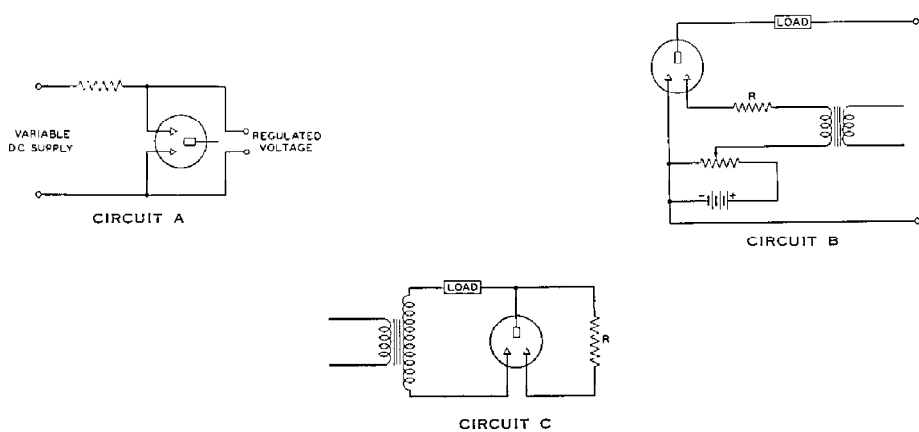 VARIABLE
DC SUPPLY
REGULATED
VOLTAGE
CIRCUIT A
LOAD
R
- +
CIRCUIT B
LOAD
R
CIRCUIT C